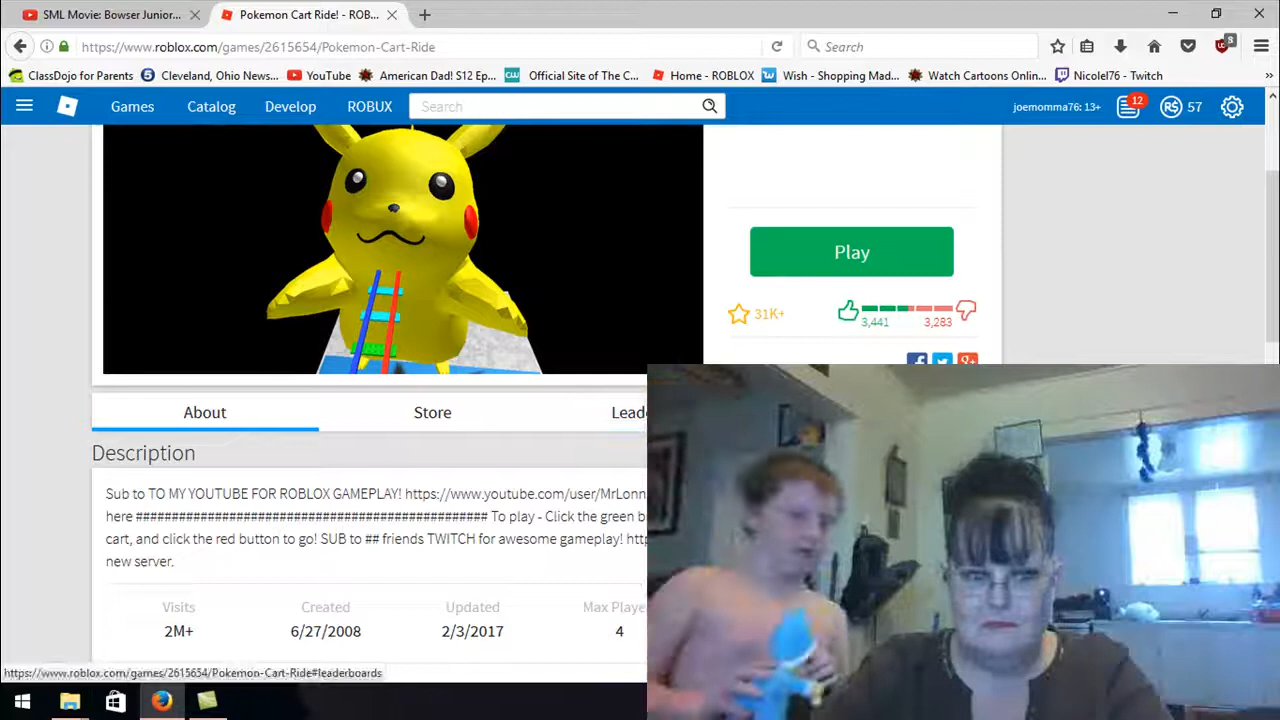 SML Movie: Bowser Junior...
Pokemon Cart Ride! - ROB...
https://www.roblox.com/games/2615654/Pokemon-Cart-Ride
Search
ClassDojo for Parents
Cleveland, Ohio News...
YouTube
American Dad! S12 Ep...
Official Site of The C...
Home - ROBLOX
Wish - Shopping Mad...
Watch Cartoons Onlin...
Nicolel76 - Twitch
Games
Catalog
Develop
ROBUX
Search
joemomma76: 13+
12
R$ 57
Play
31K+
3,441
3,283
About
Store
Lead
Description
Sub to TO MY YOUTUBE FOR ROBLOX GAMEPLAY! https://www.youtube.com/user/MrLonn
here ################################################# To play - Click the green b
cart, and click the red button to go! SUB to ## friends TWITCH for awesome gameplay!
new server.
Visits
Created
Updated
Max Playe
2M+
6/27/2008
2/3/2017
4
https://www.roblox.com/games/2615654/Pokemon-Cart-Ride#leaderboards